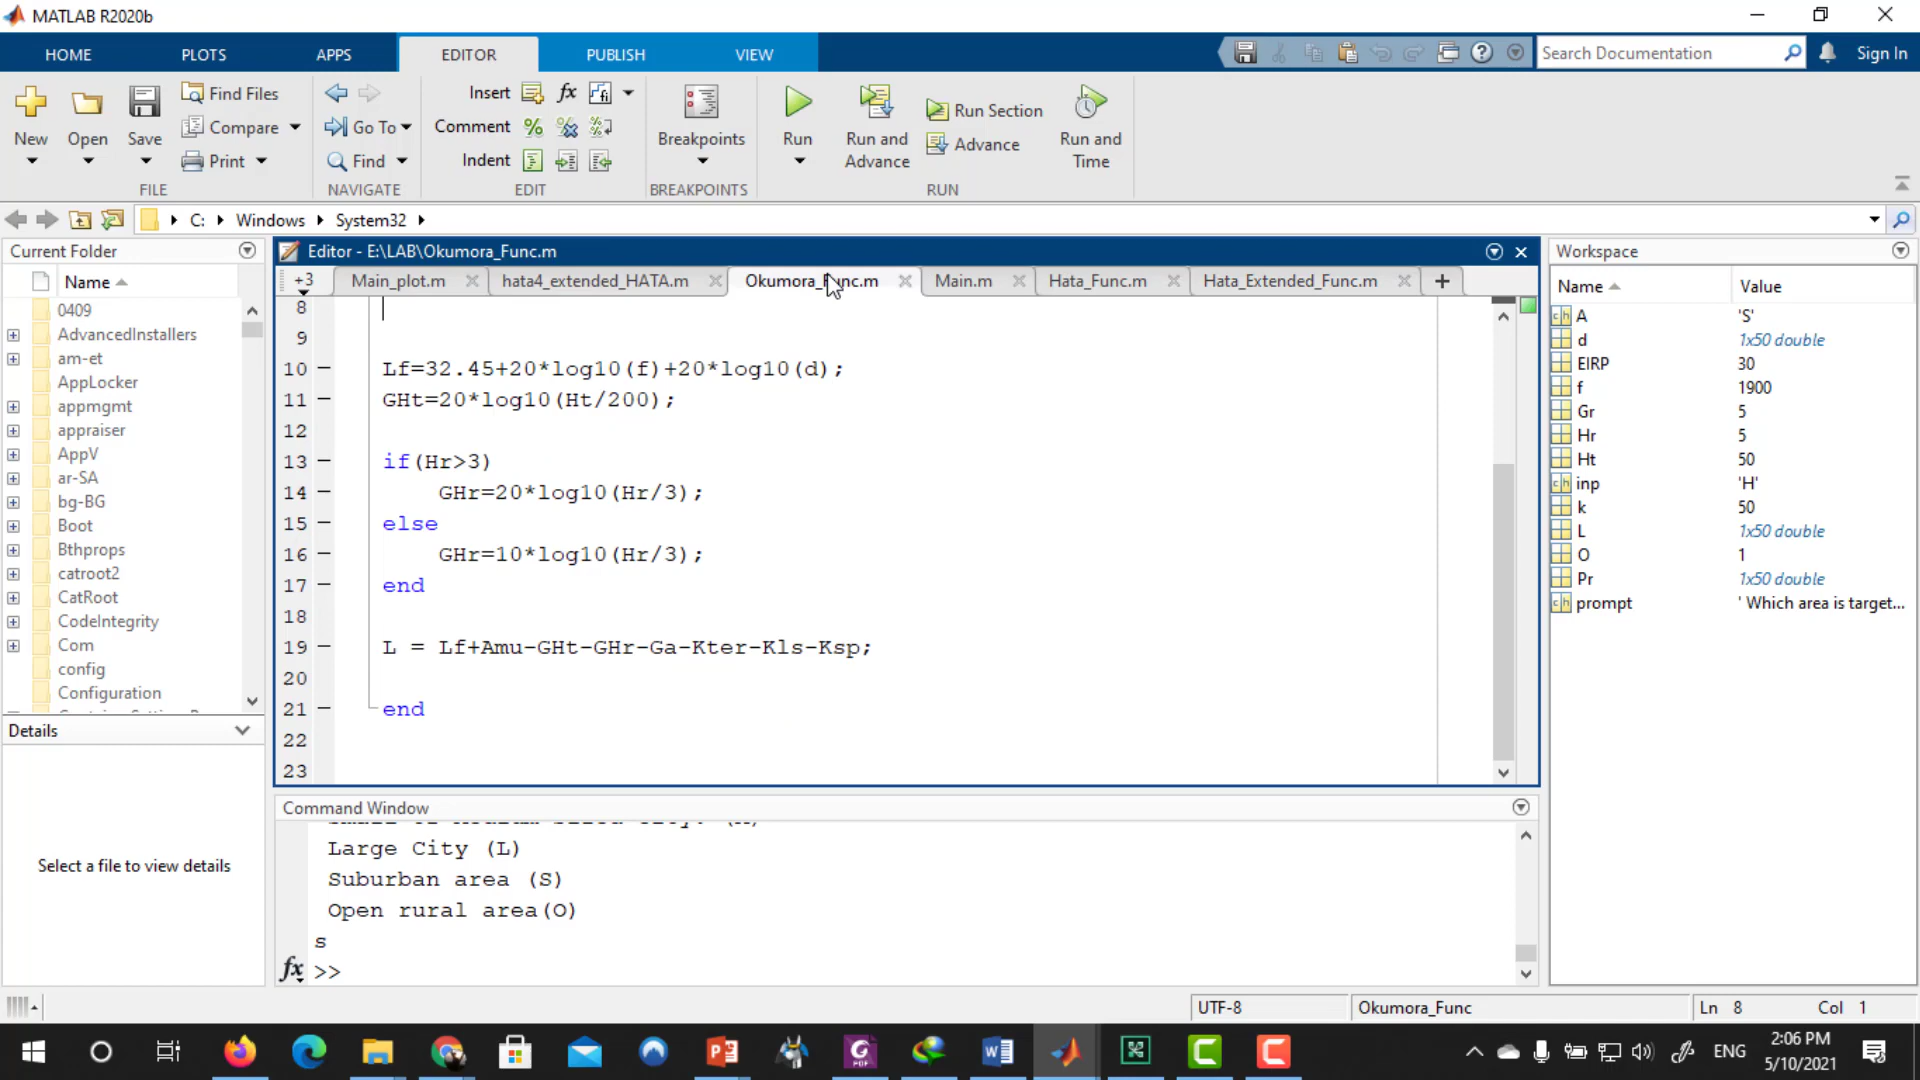 MATLAB R2020b
HOME PLOTS APPS EDITOR PUBLISH VIEW Search Documentation Sign In
New Open Save Find Files Compare Print
Go To Find
Insert fx Comment Indent
Breakpoints
Run Run and Advance Run Section Advance Run and Time
FILE NAVIGATE EDIT BREAKPOINTS RUN
C: Windows System32
Current Folder
Name
0409
AdvancedInstallers
am-et
AppLocker
appmgmt
appraiser
AppV
ar-SA
bg-BG
Boot
Bthprops
catroot2
CatRoot
CodeIntegrity
Com
config
Configuration
Details
Select a file to view details
Editor - E:\LAB\Okumora_Func.m
+3 Main_plot.m hata4_extended_HATA.m Okumora_Func.m Main.m Hata_Func.m Hata_Extended_Func.m
8
9
10 Lf=32.45+20*log10(f)+20*log10(d);
11 GHt=20*log10(Ht/200);
12
13 if(Hr>3)
14 GHr=20*log10(Hr/3);
15 else
16 GHr=10*log10(Hr/3);
17 end
18
19 L = Lf+Amu-GHt-GHr-Ga-Kter-Kls-Ksp;
20
21 end
22
23
Command Window
Large City (L)
Suburban area (S)
Open rural area(O)
s
fx >>
Workspace
Name Value
A 'S'
d 1x50 double
EIRP 30
f 1900
Gr 5
Hr 5
Ht 50
inp 'H'
k 50
L 1x50 double
O 1
Pr 1x50 double
prompt ' Which area is target...
UTF-8 Okumora_Func Ln 8 Col 1
ENG 2:06 PM
5/10/2021